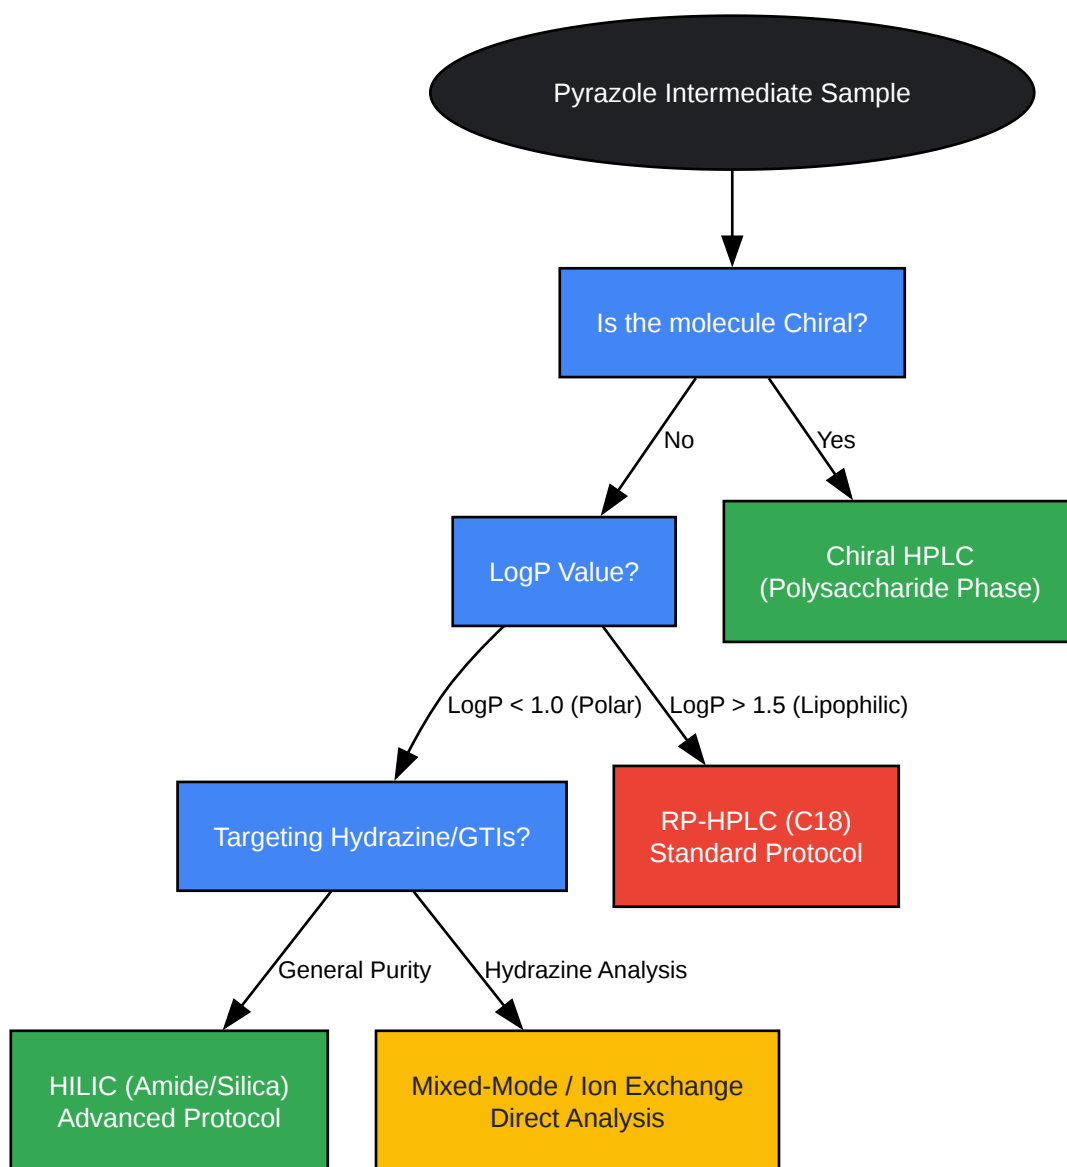 Pyrazole Intermediate Sample
Is the molecule Chiral?
No
Yes
LogP Value?
Chiral HPLC
(Polysaccharide Phase)
LogP < 1.0 (Polar)
LogP > 1.5 (Lipophilic)
Targeting Hydrazine/GTIs?
RP-HPLC (C18)
Standard Protocol
General Purity
Hydrazine Analysis
HILIC (Amide/Silica)
Advanced Protocol
Mixed-Mode / Ion Exchange
Direct Analysis